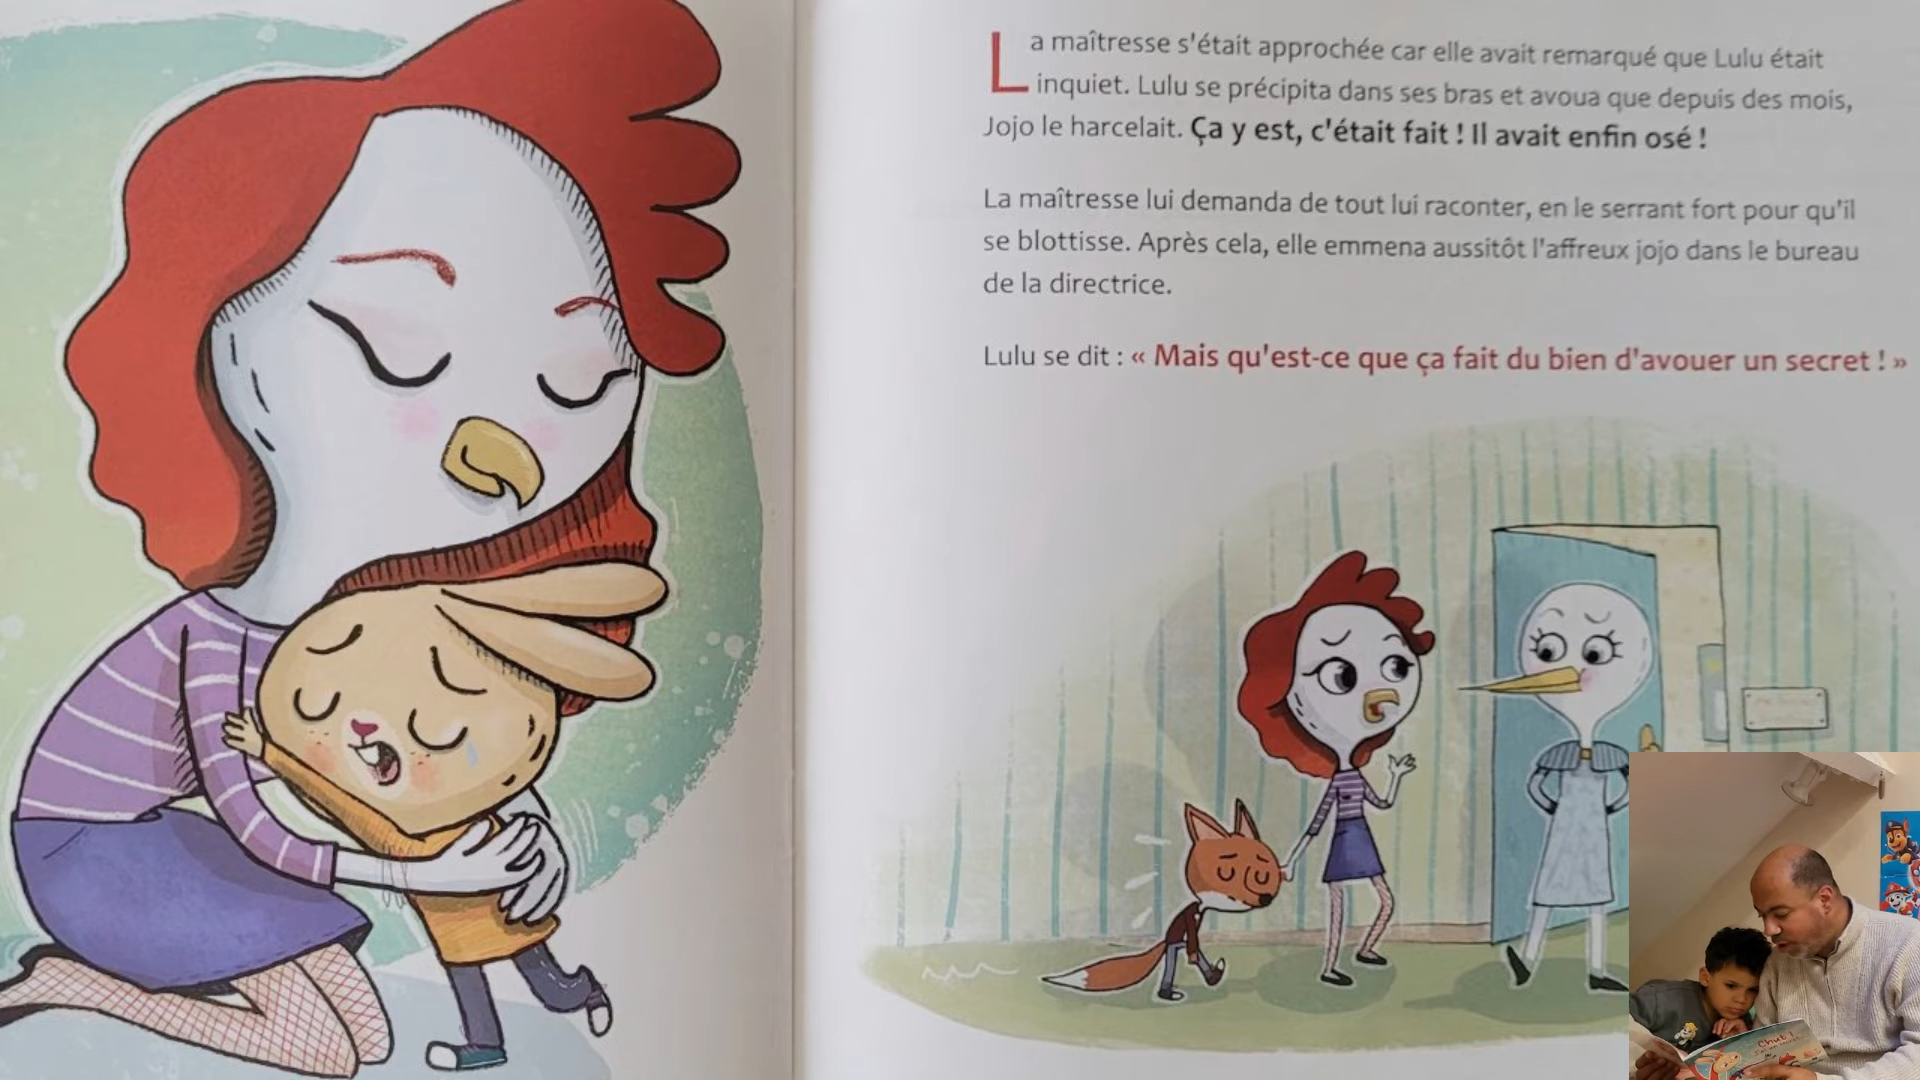 La maîtresse s'était approchée car elle avait remarqué que Lulu était
inquiet. Lulu se précipita dans ses bras et avoua que depuis des mois,
Jojo le harcelait. Ça y est, c'était fait ! Il avait enfin osé !
La maîtresse lui demanda de tout lui raconter, en le serrant fort pour qu'il
se blottisse. Après cela, elle emmena aussitôt l'affreux jojo dans le bureau
de la directrice.
Lulu se dit : « Mais qu'est-ce que ça fait du bien d'avouer un secret ! »
Chut !